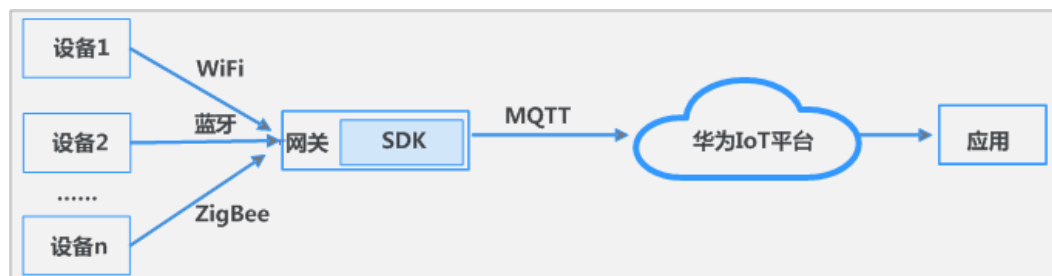 设备1
WiFi
设备2
蓝牙
网关
SDK
MQTT
华为IoT平台
应用
......
ZigBee
设备n